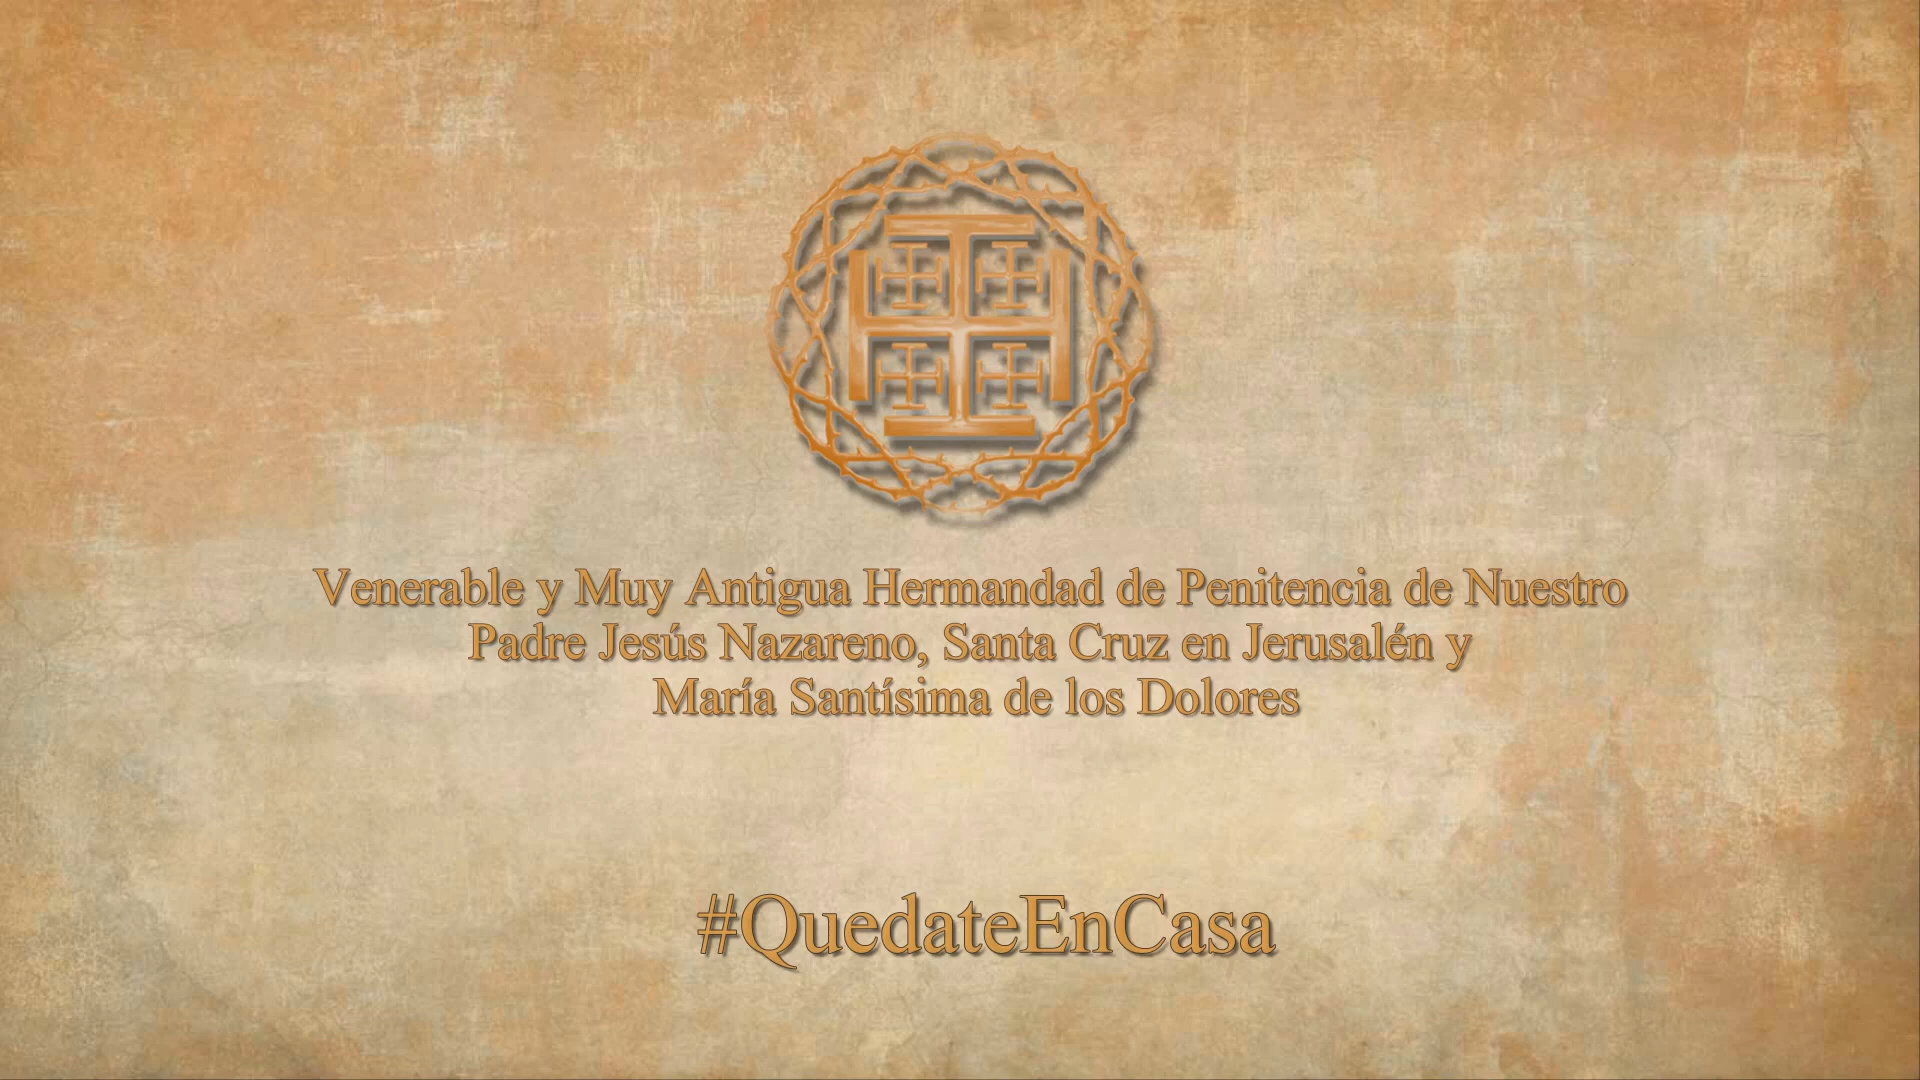 Venerable y Muy Antigua Hermandad de Penitencia de Nuestro
Padre Jesús Nazareno, Santa Cruz en Jerusalén y
María Santísima de los Dolores
#QuedateEnCasa